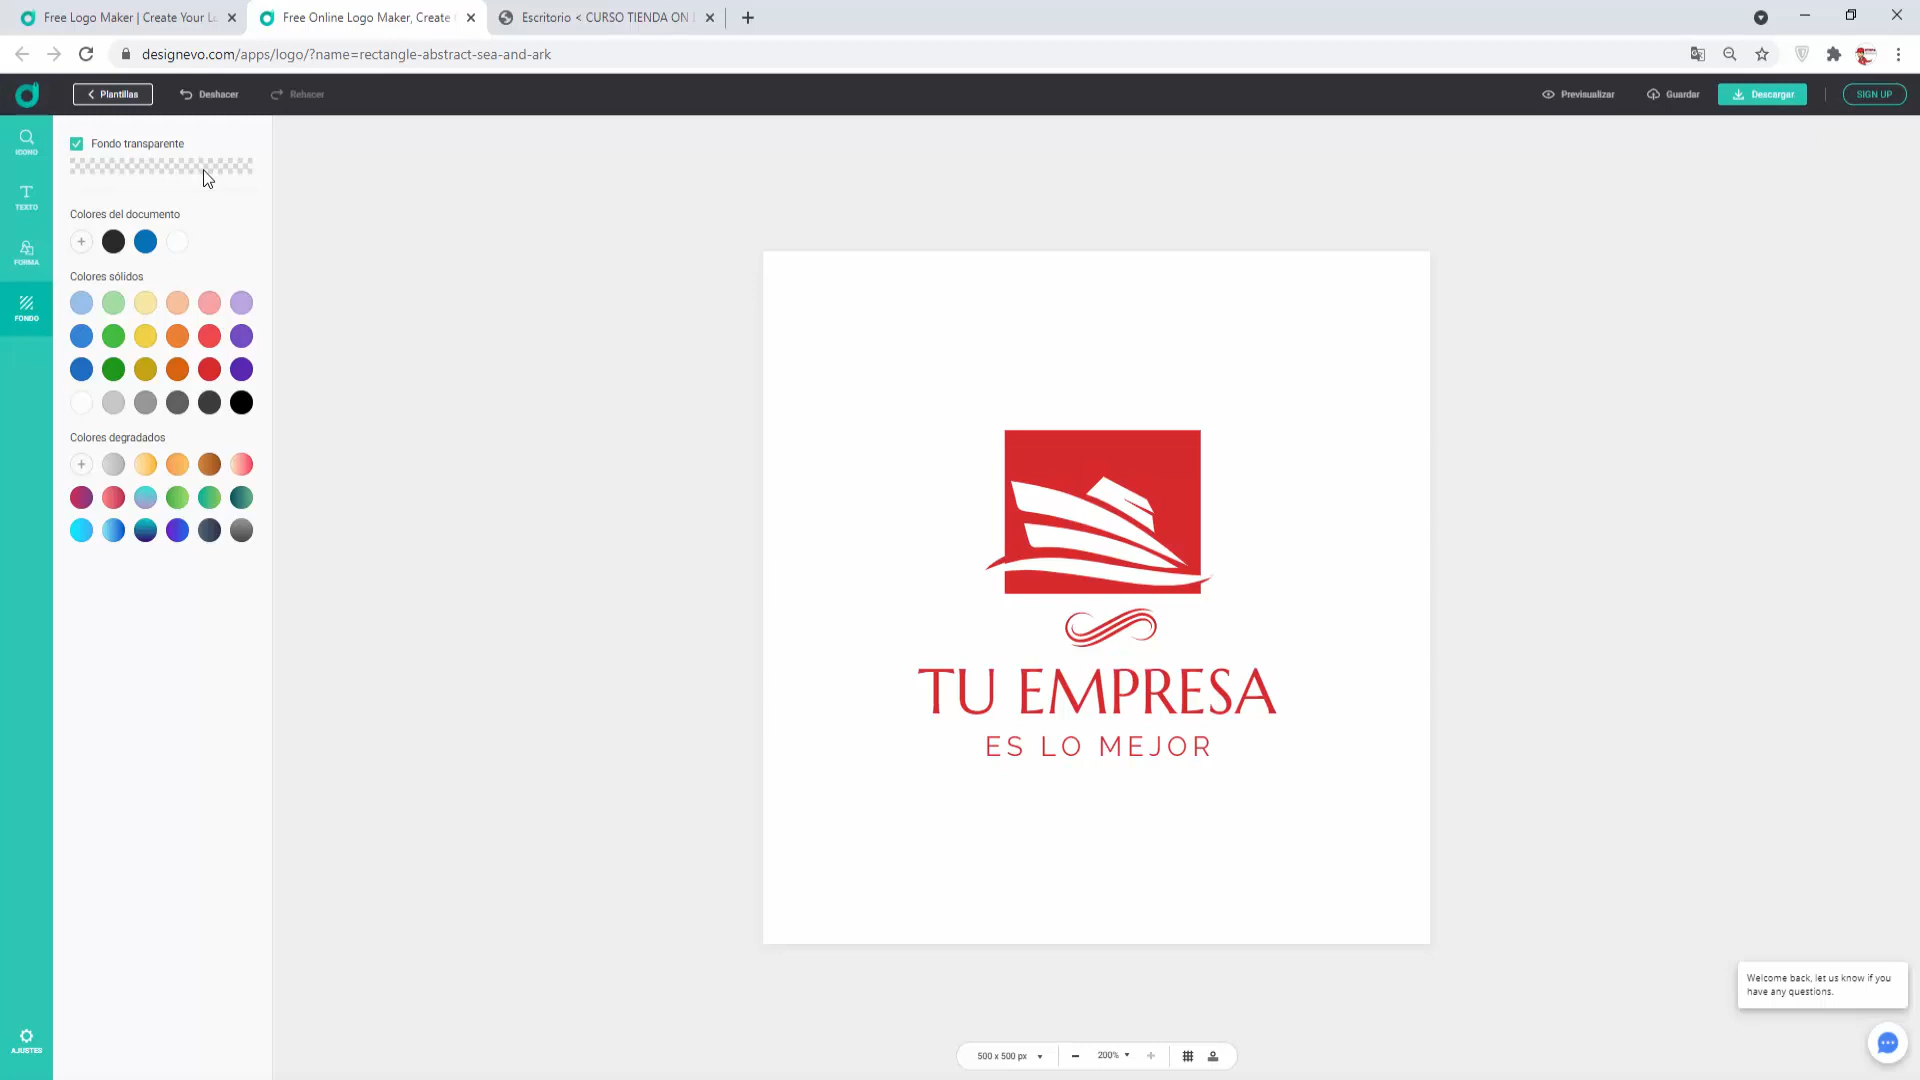 Free Logo Maker | Create Your Lo
Free Online Logo Maker, Create
Escritorio < CURSO TIENDA ON
designevo.com/apps/logo/?name=rectangle-abstract-sea-and-ark
Plantillas
Deshacer
Rehacer
Previsualizar
Guardar
Descargar
SIGN UP
ICONO
TEXTO
FORMA
FONDO
AJUSTES
Fondo transparente
Colores del documento
Colores sólidos
Colores degradados
TU EMPRESA
ES LO MEJOR
500 x 500 px
200%
Welcome back, let us know if you
have any questions.